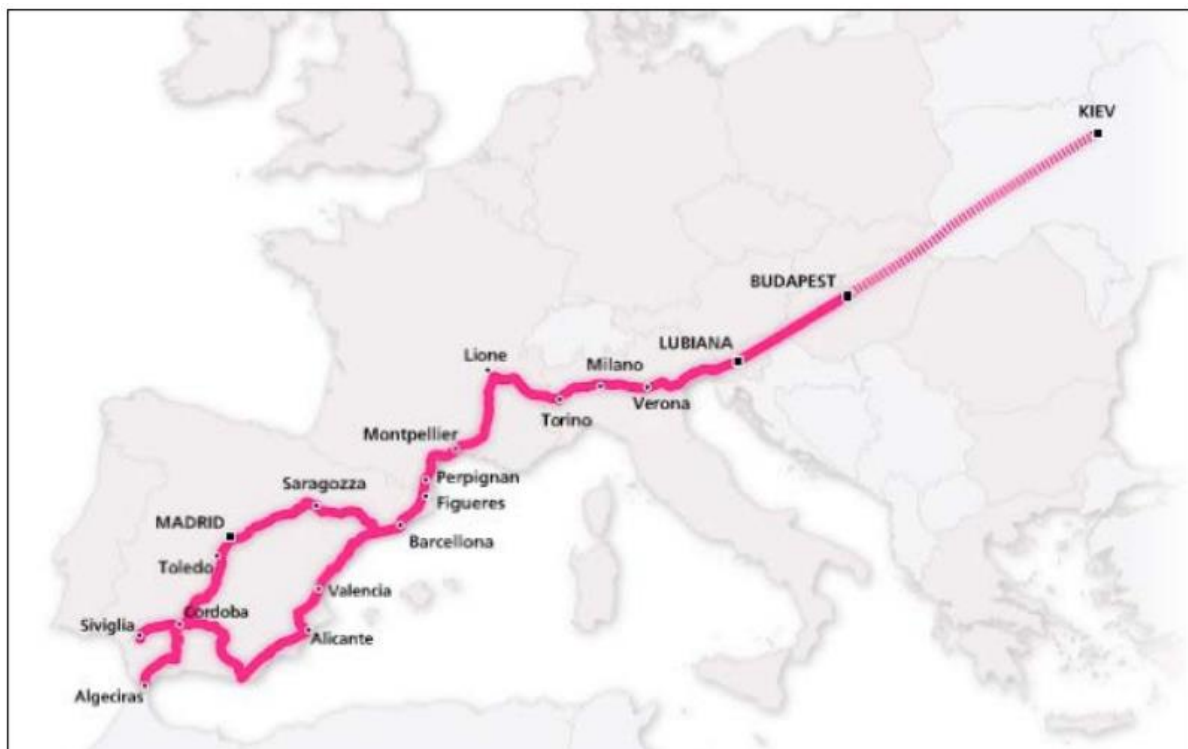 KIEV
BUDAPEST
LUBIANA
Lione
Milano
Torino
Verona
Montpellier
Perpignan
Figueres
Saragozza
MADRID
Barcellona
Toledo
Valencia
Cordoba
Siviglia
Alicante
Algeciras